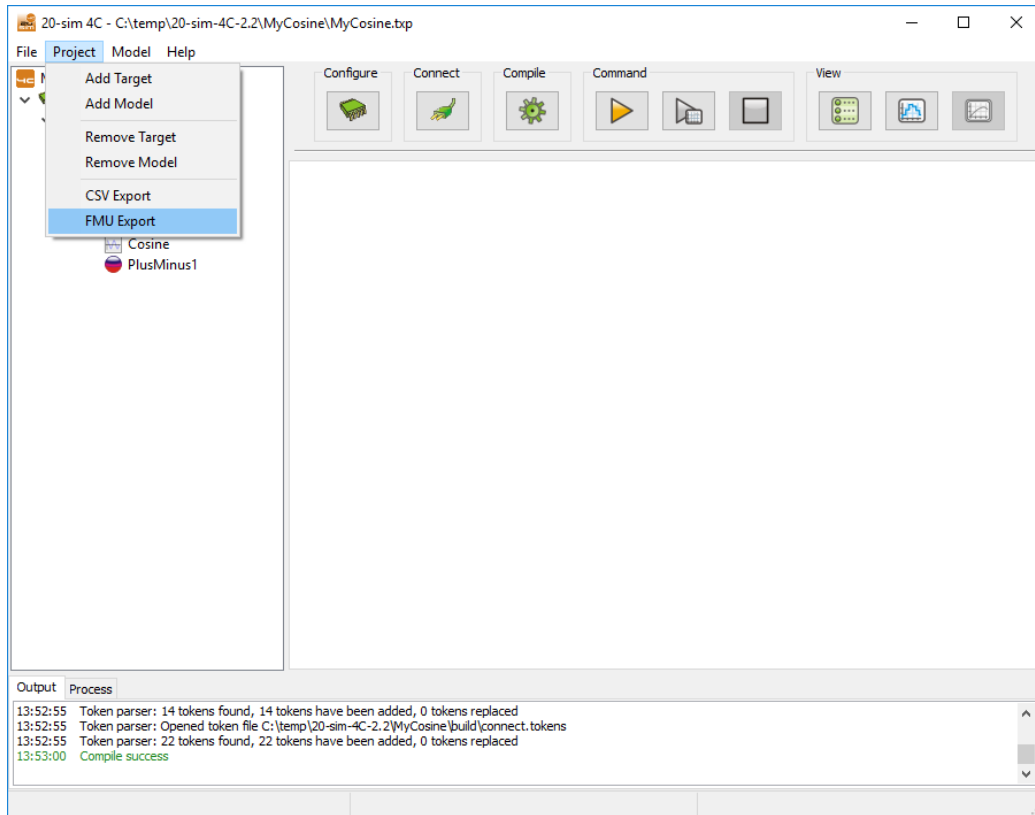 20-sim 4C - C:\temp\20-sim-4C-2.2\MyCosine\MyCosine.txp
File Project Model Help
Configure Connect Compile Command View
Add Target
Add Model
Remove Target
Remove Model
CSV Export
FMU Export
Cosine
PlusMinus1
Output Process
13:52:55 Token parser: 14 tokens found, 14 tokens have been added, 0 tokens replaced
13:52:55 Token parser: Opened token file C:\temp\20-sim-4C-2.2\MyCosine\build\connect.tokens
13:52:55 Token parser: 22 tokens found, 22 tokens have been added, 0 tokens replaced
13:53:00 Compile success